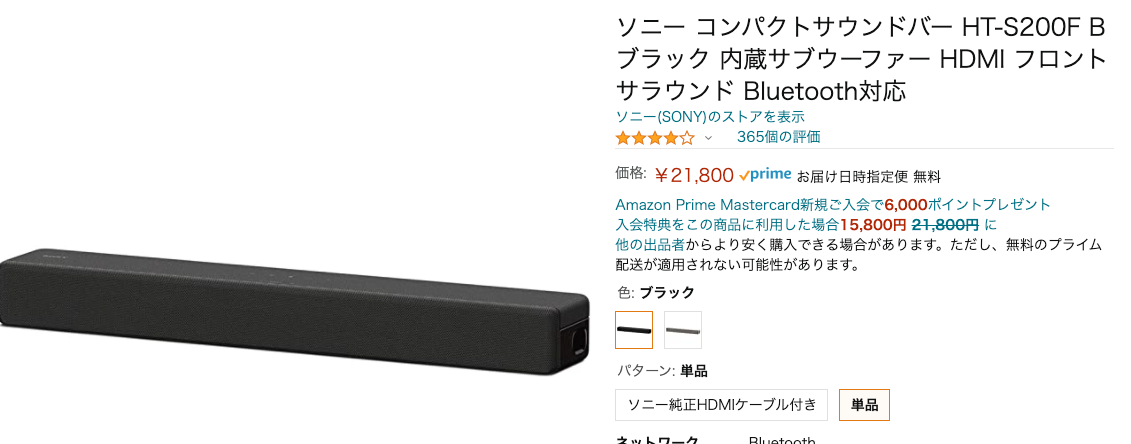 ソニー コンパクトサウンドバー HT-S200F B
ブラック 内蔵サブウーファー HDMI フロント
サラウンド Bluetooth対応
ソニー(SONY)のストアを表示
365個の評価
価格: ￥21,800 prime お届け日時指定便 無料
Amazon Prime Mastercard新規ご入会で6,000ポイントプレゼント
入会特典をこの商品に利用した場合15,800円 21,800円 に
他の出品者からより安く購入できる場合があります。ただし、無料のプライム
配送が適用されない可能性があります。
色: ブラック
パターン: 単品
ソニー純正HDMIケーブル付き 単品
ネットワーク Bluetooth
SONY